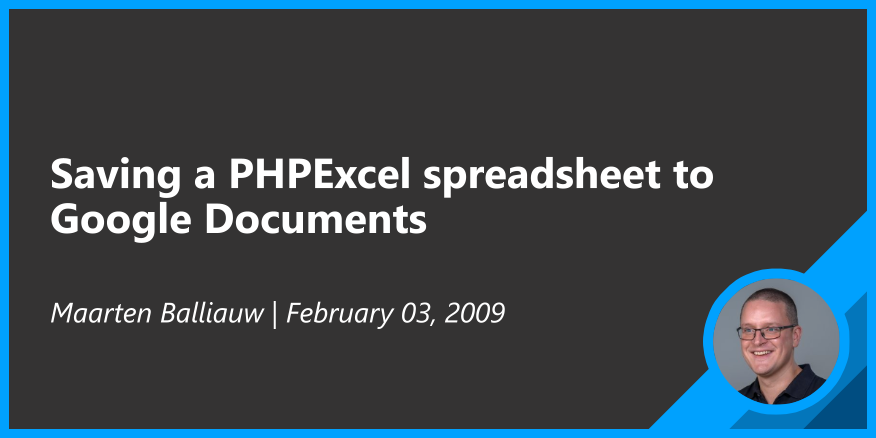 Saving a PHPExcel spreadsheet to
Google Documents
Maarten Balliauw | February 03, 2009